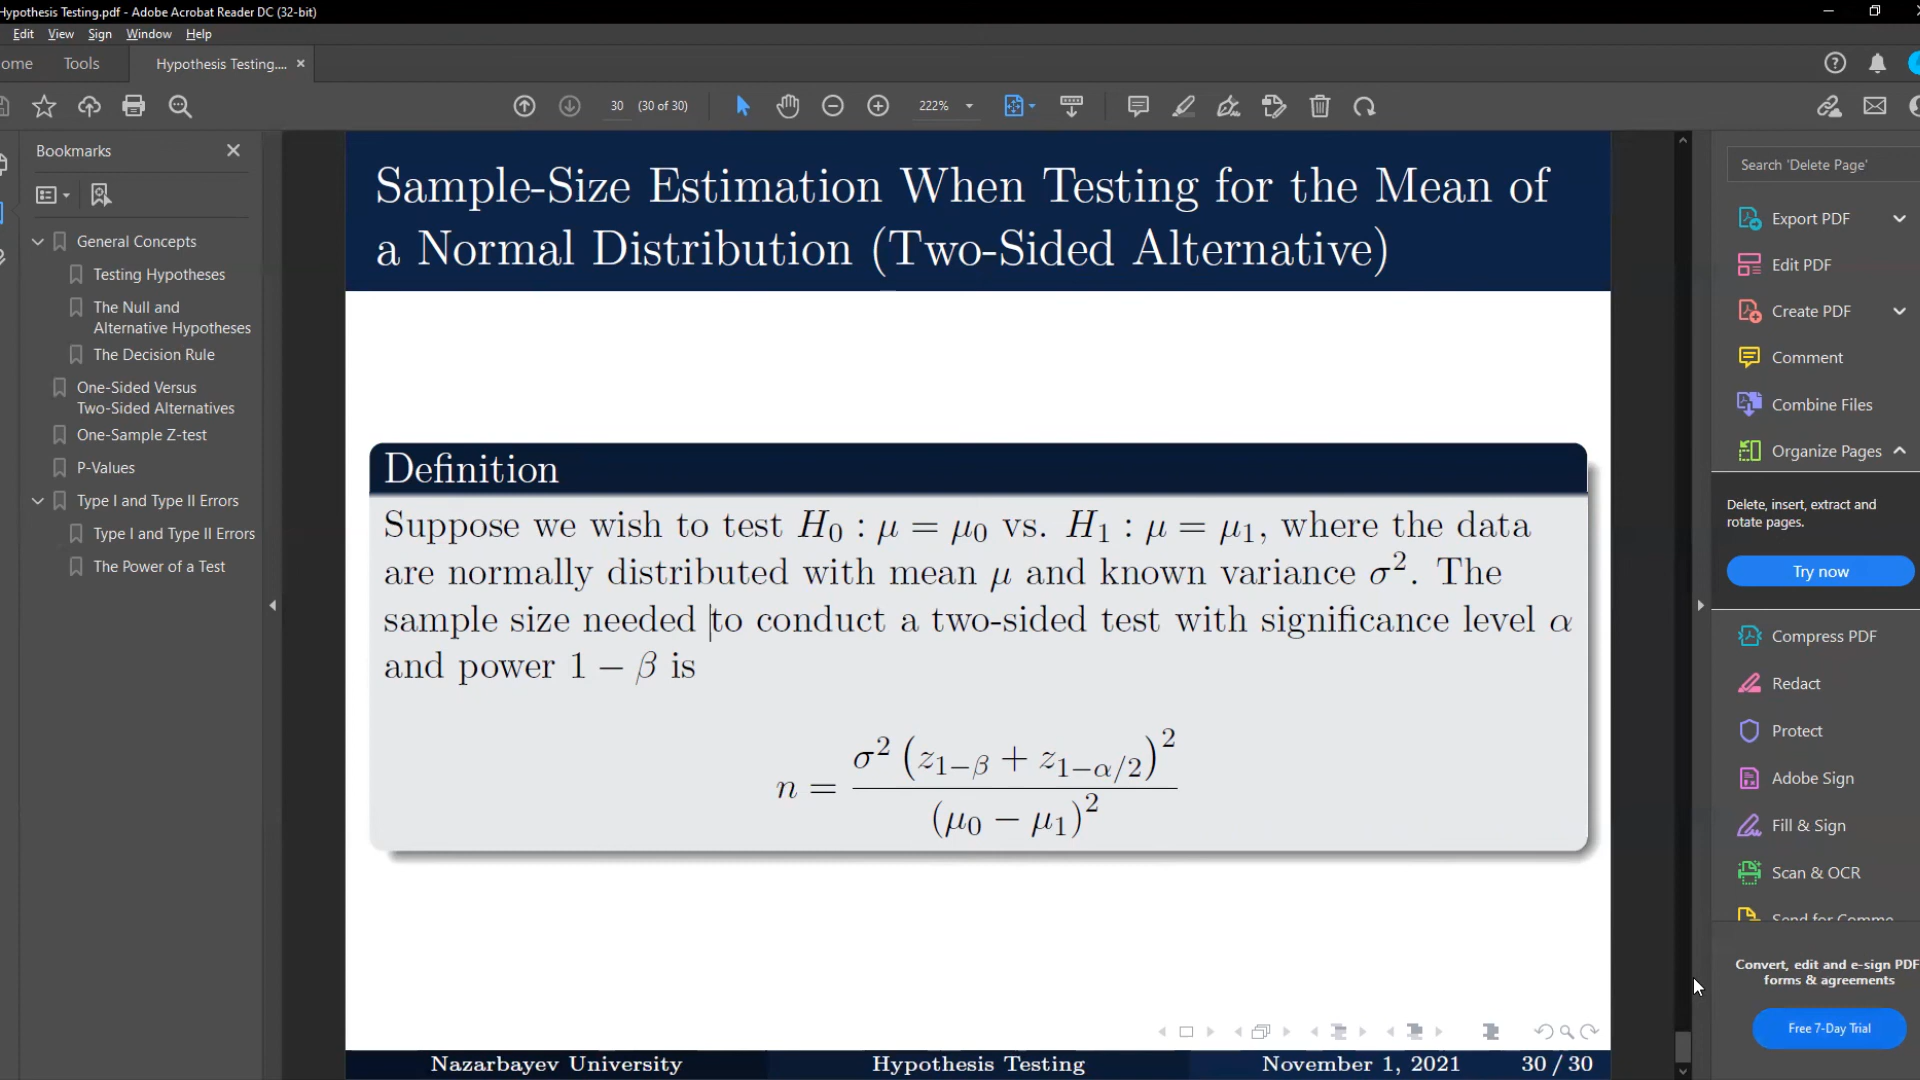 Hypothesis Testing.pdf - Adobe Acrobat Reader DC (32-bit)
Edit View Sign Window Help
ome Tools Hypothesis Testing.... ×
30 (30 of 30) 222%
Bookmarks
General Concepts
Testing Hypotheses
The Null and
Alternative Hypotheses
The Decision Rule
One-Sided Versus
Two-Sided Alternatives
One-Sample Z-test
P-Values
Type I and Type II Errors
Type I and Type II Errors
The Power of a Test
Sample-Size Estimation When Testing for the Mean of
a Normal Distribution (Two-Sided Alternative)
Definition
Suppose we wish to test H₀ : μ = μ₀ vs. H₁ : μ = μ₁, where the data
are normally distributed with mean μ and known variance σ². The
sample size needed to conduct a two-sided test with significance level α
and power 1 − β is
n = σ² (z₁₋β + z₁₋α/₂)² / (μ₀ − μ₁)²
Nazarbayev University Hypothesis Testing November 1, 2021 30 / 30
Search 'Delete Page'
Export PDF
Edit PDF
Create PDF
Comment
Combine Files
Organize Pages
Delete, insert, extract and
rotate pages.
Try now
Compress PDF
Redact
Protect
Adobe Sign
Fill & Sign
Scan & OCR
Send for Comme
Convert, edit and e-sign PDF
forms & agreements
Free 7-Day Trial